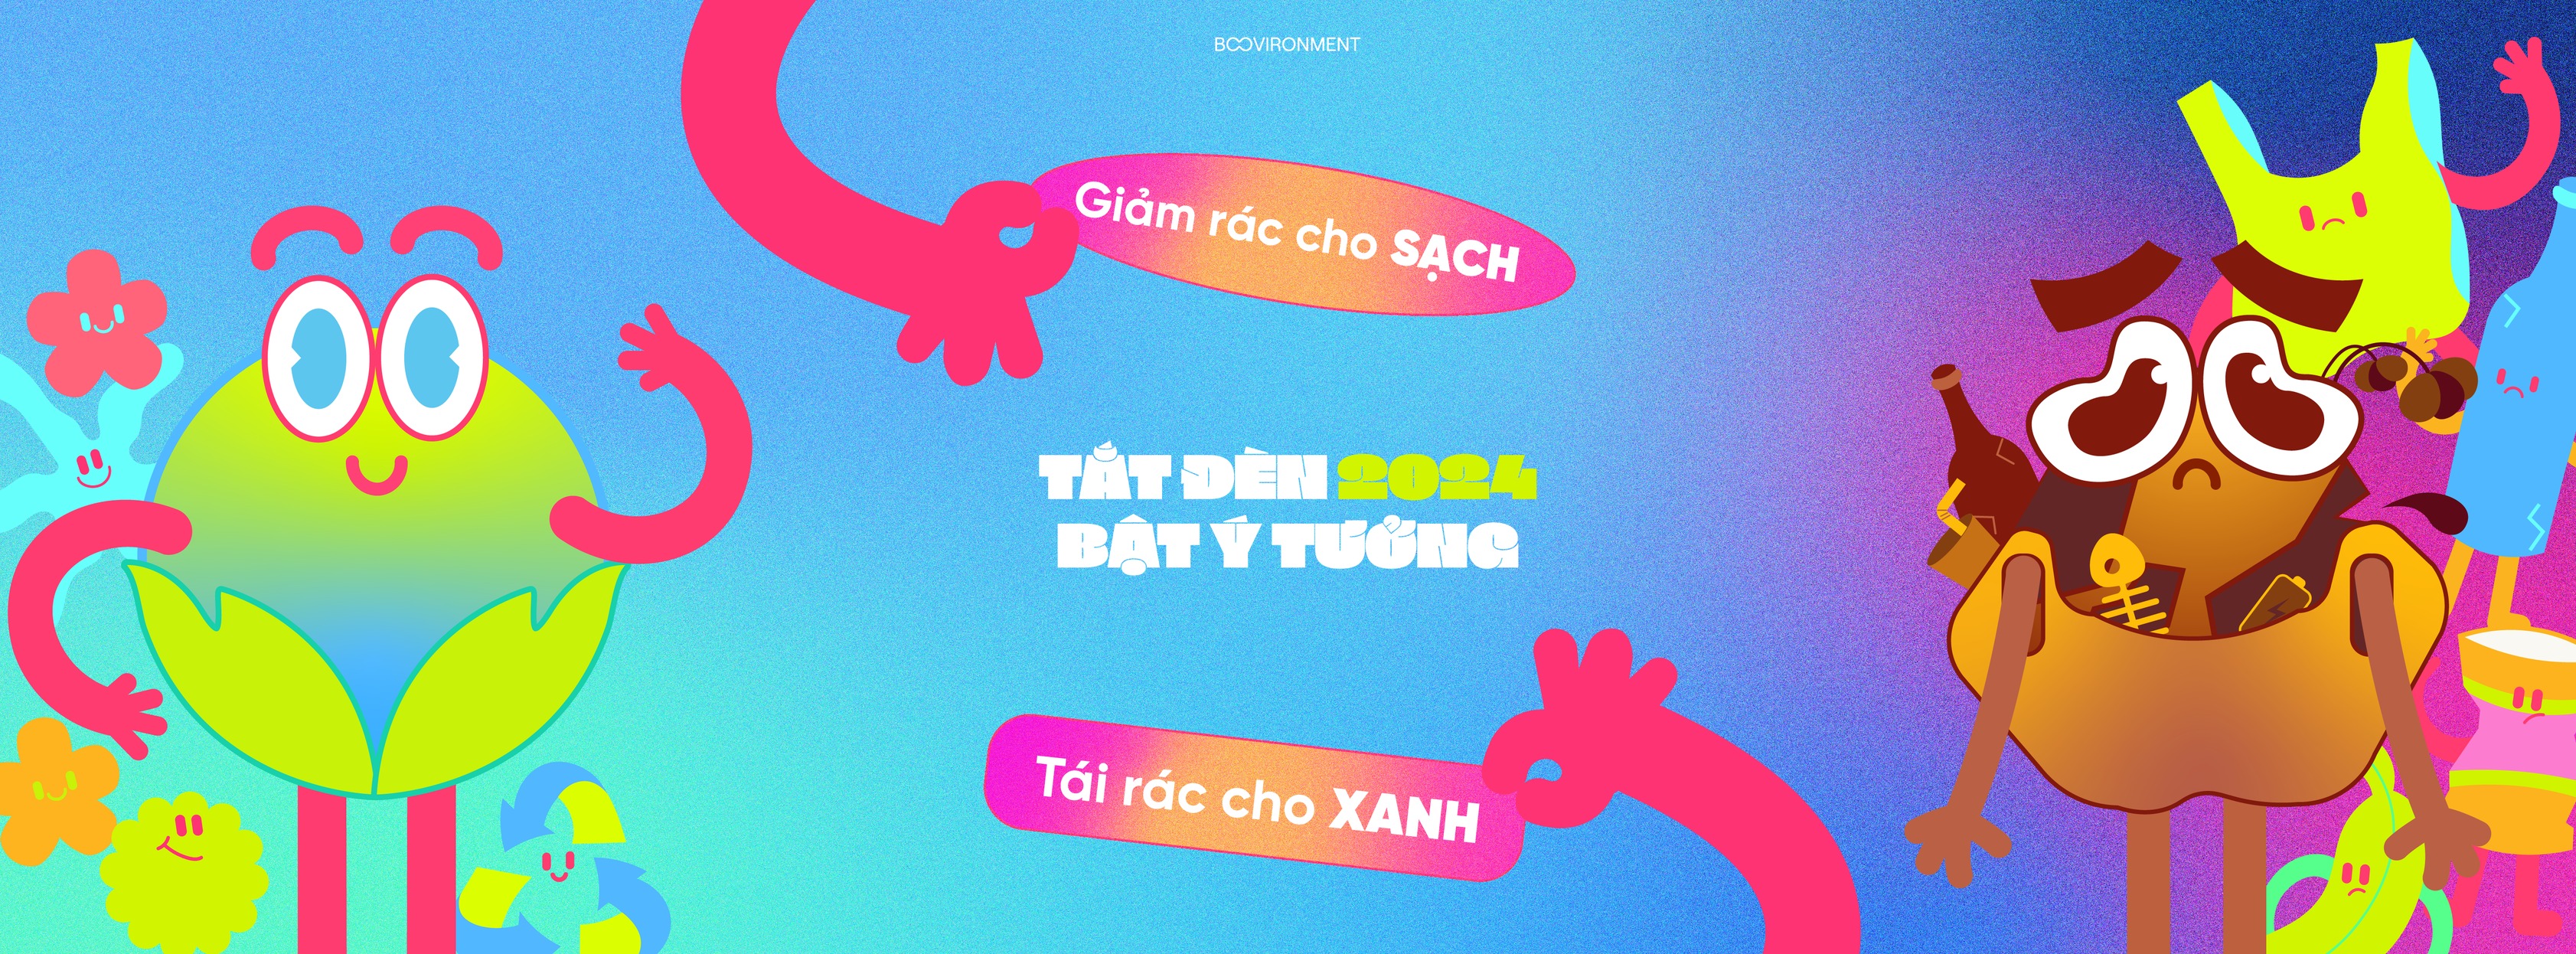 BOOVIRONMENT
Giảm rác cho SẠCH
TẮT ĐÈN 2024
BẬT Ý TƯỞNG
Tái rác cho XANH